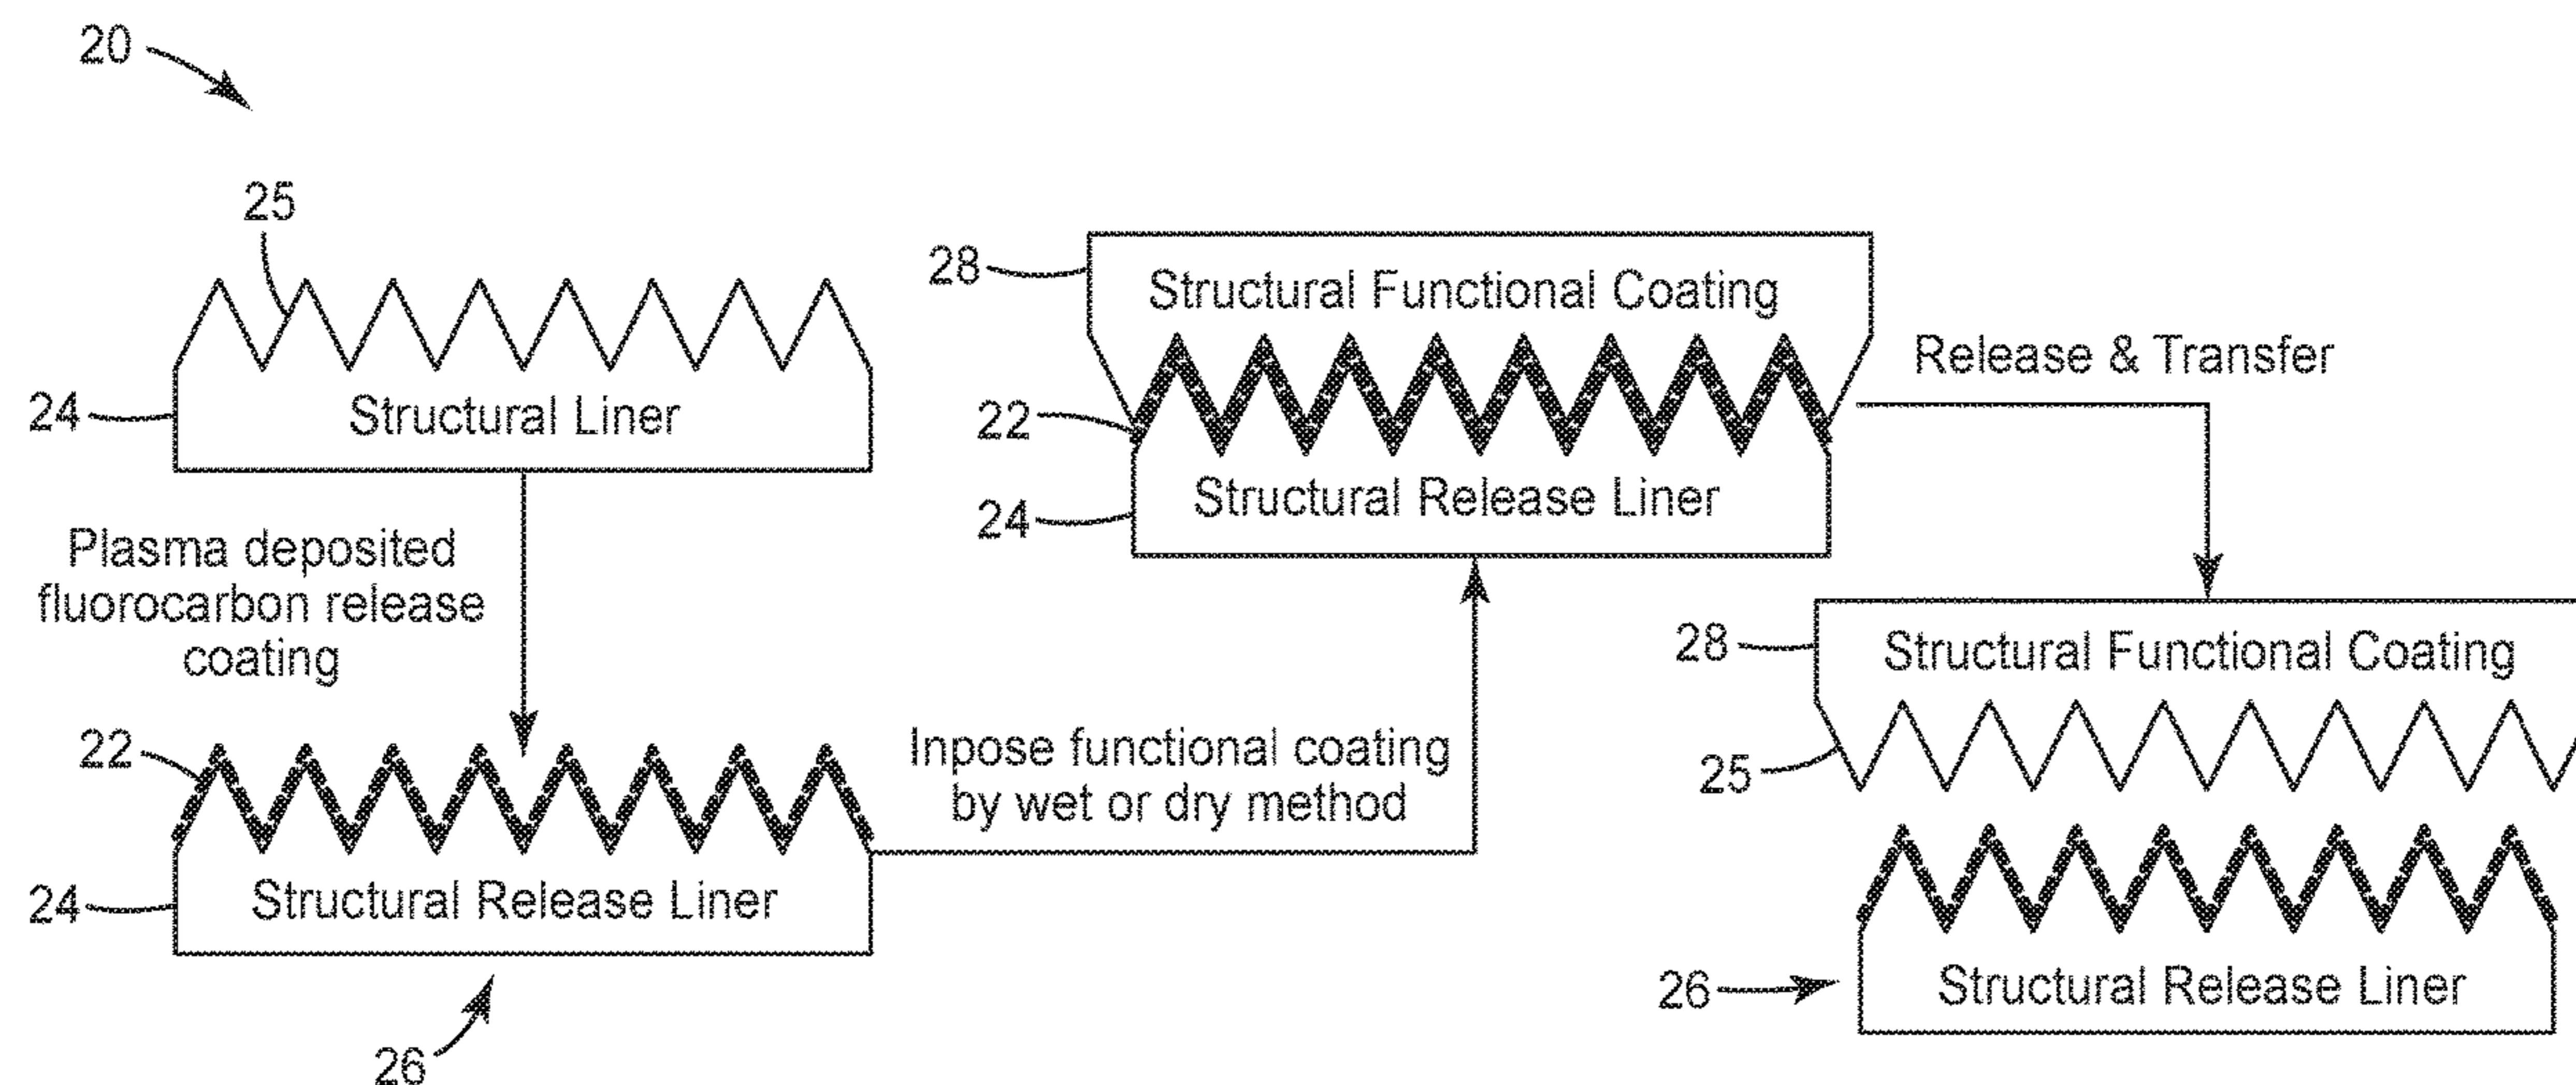 20
25
24
Structural Liner
Plasma deposited
fluorocarbon release
coating
22
24
Structural Release Liner
26
Inpose functional coating
by wet or dry method
28
Structural Functional Coating
22
24
Structural Release Liner
Release & Transfer
28
Structural Functional Coating
25
26
Structural Release Liner